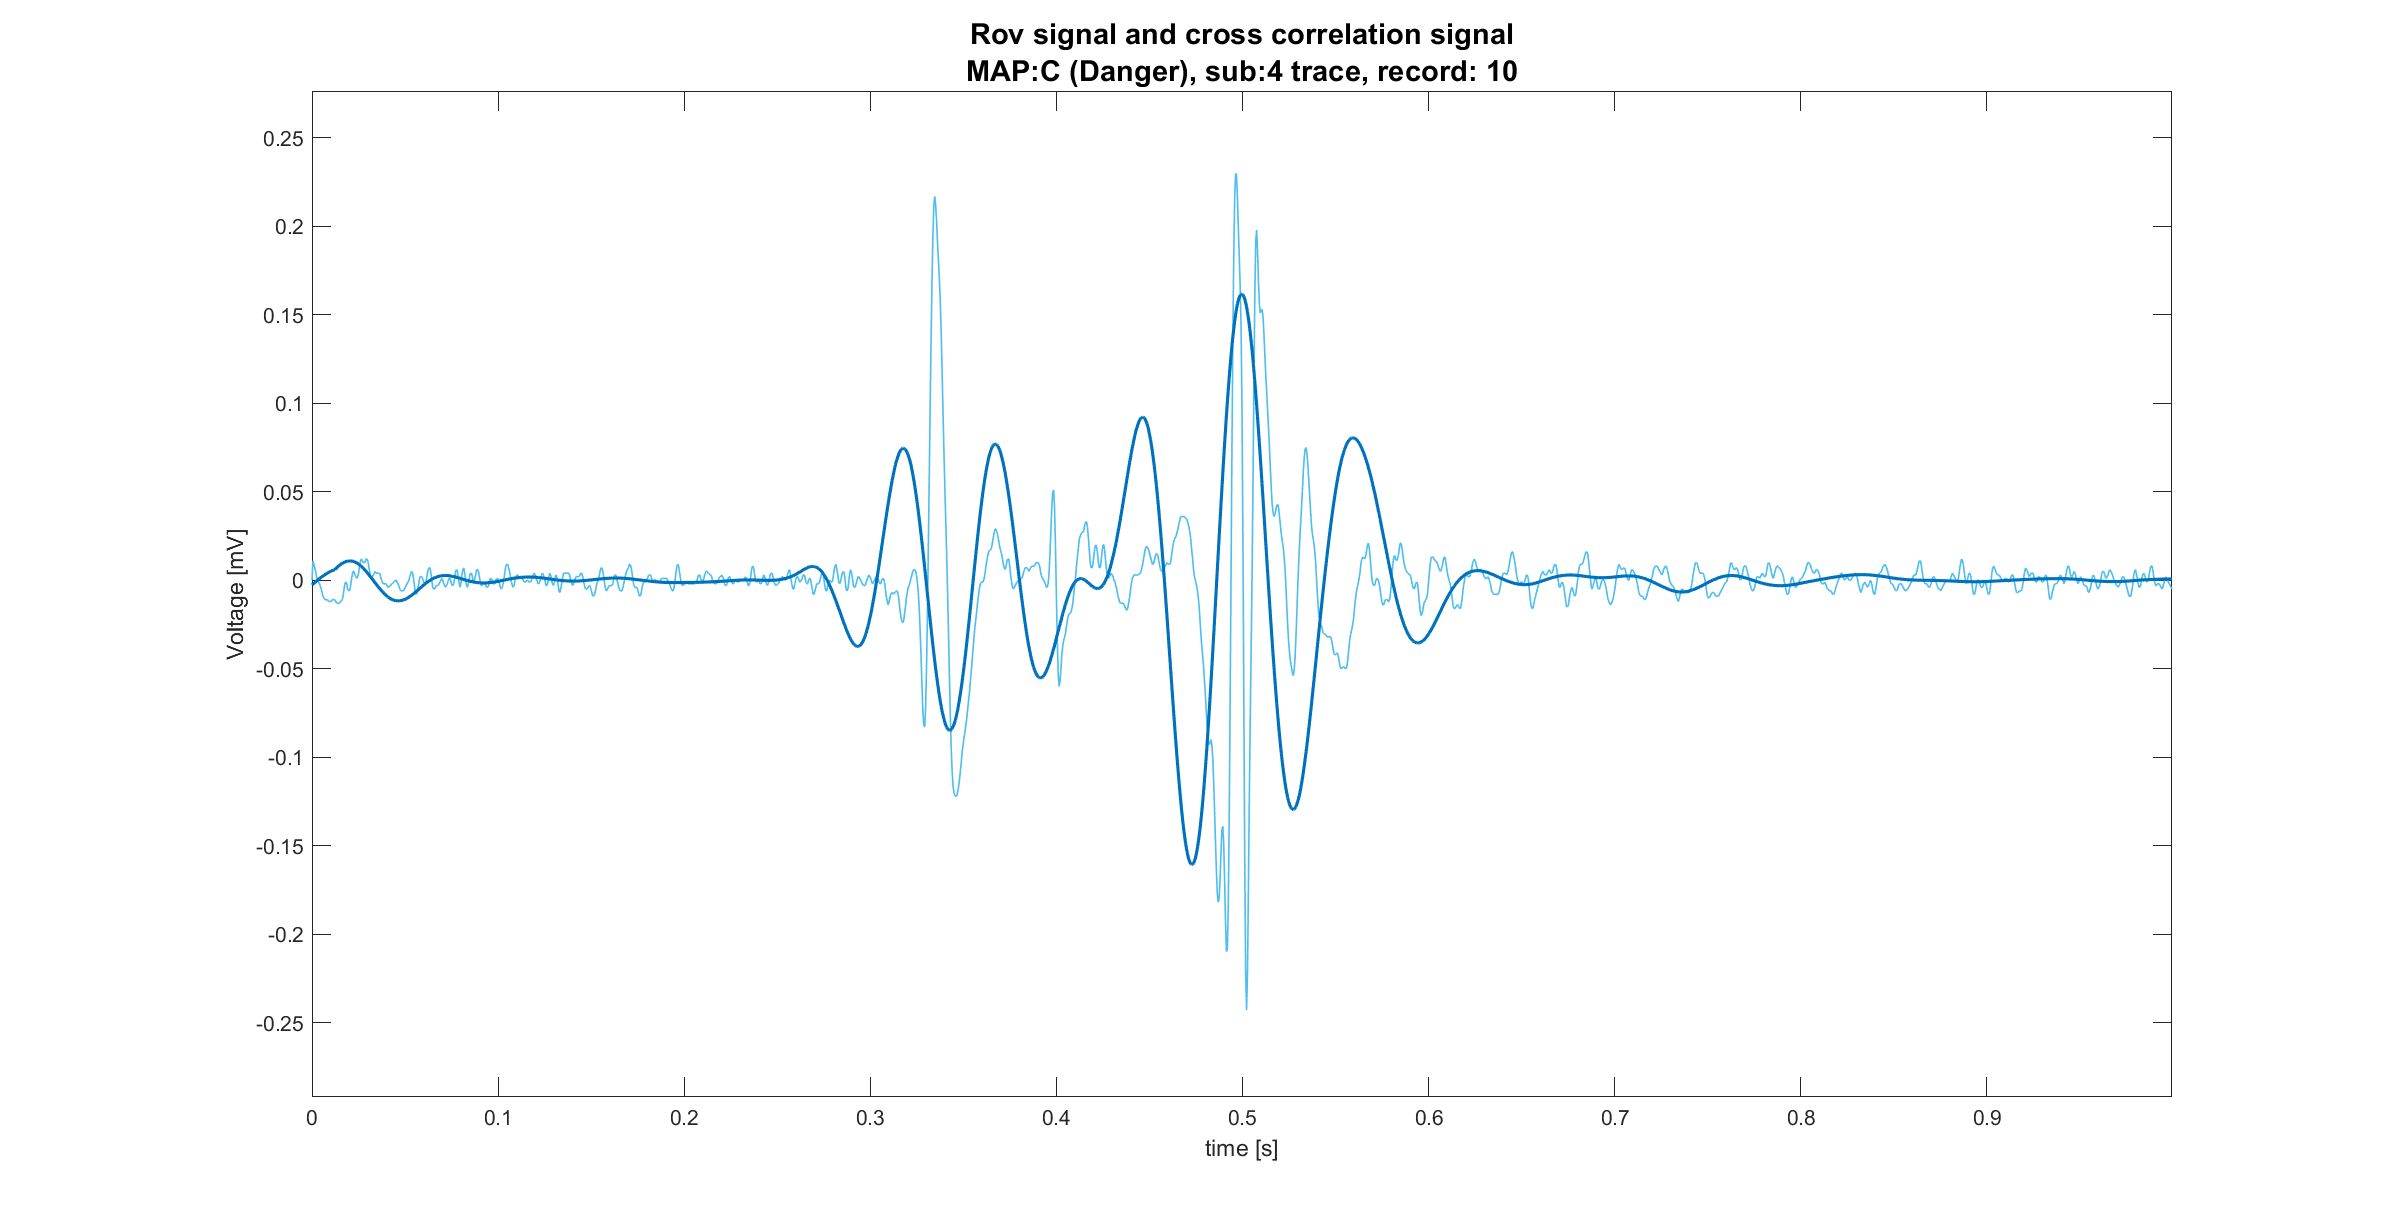 Rov signal and cross correlation signal
MAP:C (Danger), sub:4 trace, record: 10
0.25
0.2
0.15
0.1
0.05
0
-0.05
-0.1
-0.15
-0.2
-0.25
Voltage [mV]
0 0.1 0.2 0.3 0.4 0.5 0.6 0.7 0.8 0.9
time [s]